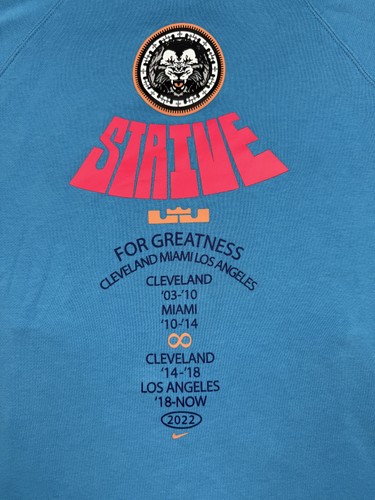 STRIVE
FOR GREATNESS
CLEVELAND MIAMI LOS ANGELES
CLEVELAND
'03-'10
MIAMI
'10-'14
CLEVELAND
'14-'18
LOS ANGELES
'18-NOW
2022